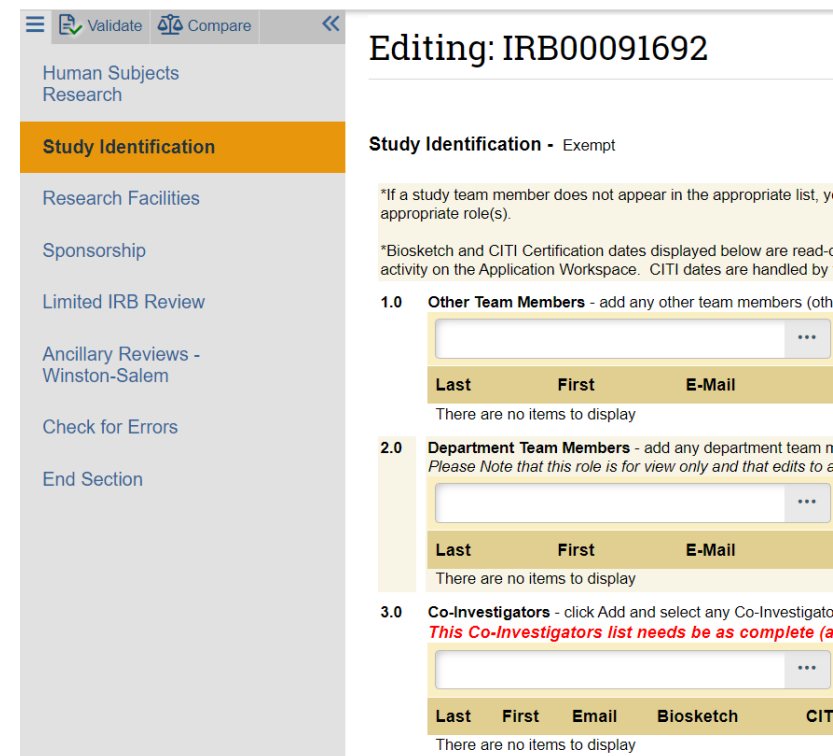 Validate Compare
Human Subjects
Research
Study Identification
Research Facilities
Sponsorship
Limited IRB Review
Ancillary Reviews -
Winston-Salem
Check for Errors
End Section
Editing: IRB00091692
Study Identification - Exempt
*If a study team member does not appear in the appropriate list,
appropriate role(s).
*Biosketch and CITI Certification dates displayed below are
activity on the Application Workspace. CITI dates are handled by
1.0 Other Team Members - add any other team members
Last First E-Mail
There are no items to display
2.0 Department Team Members - add any department team
Please Note that this role is for view only and that edits to
Last First E-Mail
There are no items to display
3.0 Co-Investigators - click Add and select any
This Co-Investigators list needs be as complete
Last First Email Biosketch
There are no items to display